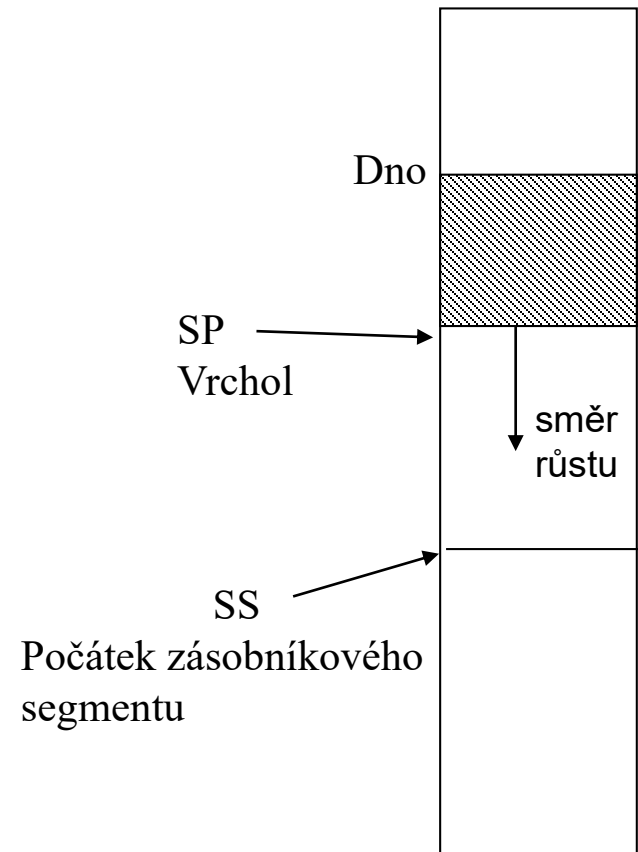 Dno
SP
Vrchol
směr
růstu
SS
Počátek zásobníkového
segmentu